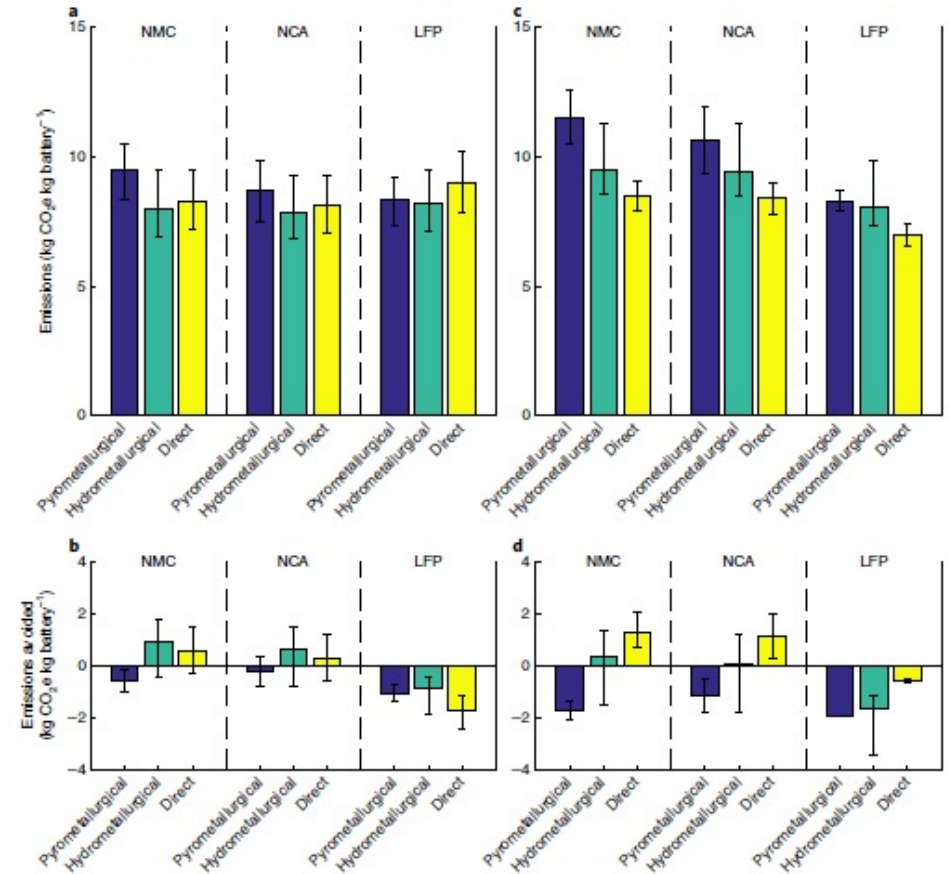 a
Emissions (kg CO₂e kg battery⁻¹)
15
10
5
0
NMC
NCA
LFP
Pyrometallurgical
Hydrometallurgical
Direct
Pyrometallurgical
Hydrometallurgical
Direct
Pyrometallurgical
Hydrometallurgical
Direct
c
15
10
5
0
NMC
NCA
LFP
Pyrometallurgical
Hydrometallurgical
Direct
Pyrometallurgical
Hydrometallurgical
Direct
Pyrometallurgical
Hydrometallurgical
Direct
b
Emissions avoided
(kg CO₂e kg battery⁻¹)
4
2
0
−2
−4
NMC
NCA
LFP
Pyrometallurgical
Hydrometallurgical
Direct
Pyrometallurgical
Hydrometallurgical
Direct
Pyrometallurgical
Hydrometallurgical
Direct
d
4
2
0
−2
−4
NMC
NCA
LFP
Pyrometallurgical
Hydrometallurgical
Direct
Pyrometallurgical
Hydrometallurgical
Direct
Pyrometallurgical
Hydrometallurgical
Direct